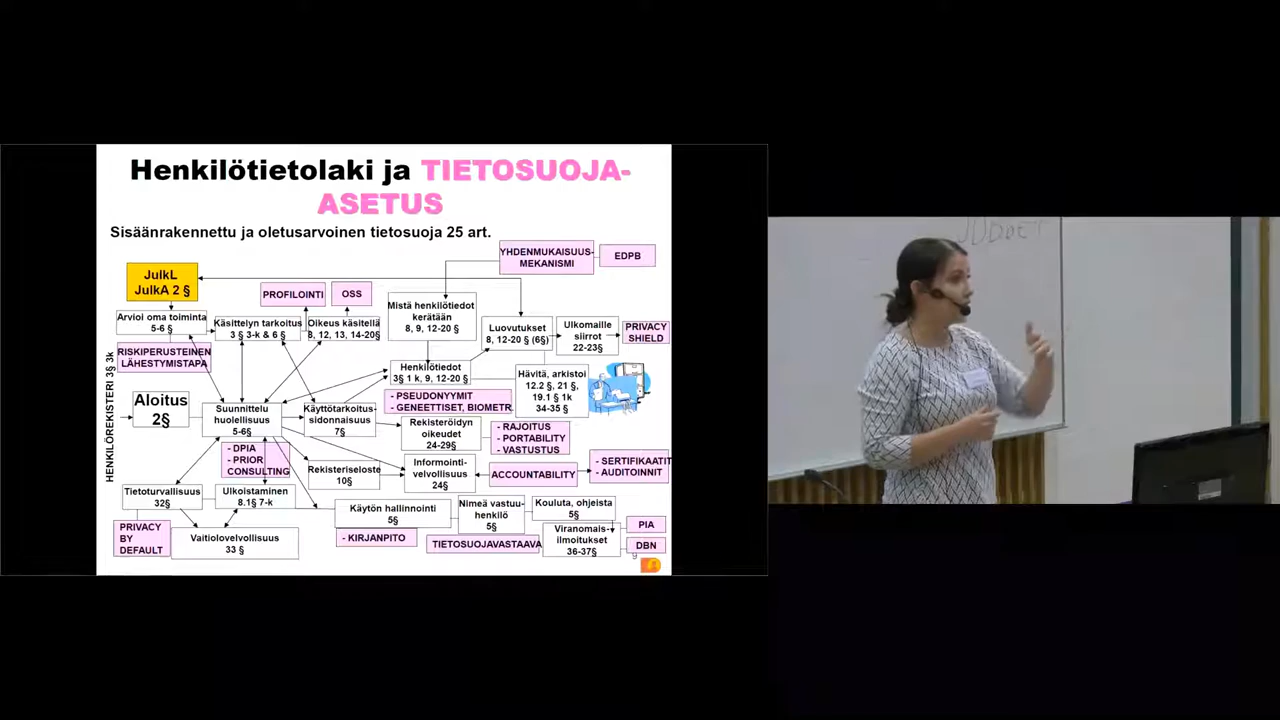 Henkilötietolaki ja TIETOSUOJA-
ASETUS
Sisäänrakennettu ja oletusarvoinen tietosuoja 25 art.
YHDENMUKAISUUS-
MEKANISMI
EDPB
JulkL
JulkA 2 §
PROFILOINTI
OSS
Mistä henkilötiedot
kerätään
8, 9, 12-20 §
Arvioi oma toiminta
5-6 §
Käsittelyn tarkoitus
3 § 3-k & 6 §
Oikeus käsitellä
8, 12, 13, 14-20§
Luovutukset
8, 12-20 § (6§)
Ulkomaille
siirrot
22-23§
PRIVACY
SHIELD
RISKIPERUSTEINEN
LÄHESTYMISTAPA
HENKILÖREKISTERI 3§ 3k
Henkilötiedot
3§ 1 k, 9, 12-20 §
Hävitä, arkistoi
12.2 §, 21 §,
19.1 § 1k
34-35 §
- PSEUDONYYMIT
- GENEETTISET, BIOMETR.
Aloitus
2§
Suunnittelu
huolellisuus
5-6§
Käyttötarkoitus-
sidonnaisuus
7§
Rekisteröidyn
oikeudet
24-29§
- RAJOITUS
- PORTABILITY
- VASTUSTUS
- DPIA
- PRIOR
CONSULTING
Rekisteriseloste
10§
Informointi-
velvollisuus
24§
ACCOUNTABILITY
- SERTIFIKAATIT
- AUDITOINNIT
Tietoturvallisuus
32§
Ulkoistaminen
8.1§ 7-k
Käytön hallinnointi
5§
Nimeä vastuu-
henkilö
5§
Kouluta, ohjeista
5§
PRIVACY
BY
DEFAULT
Vaitiolovelvollisuus
33 §
- KIRJANPITO
TIETOSUOJAVASTAAVA
Viranomais-
ilmoitukset
36-37§
PIA
DBN
9